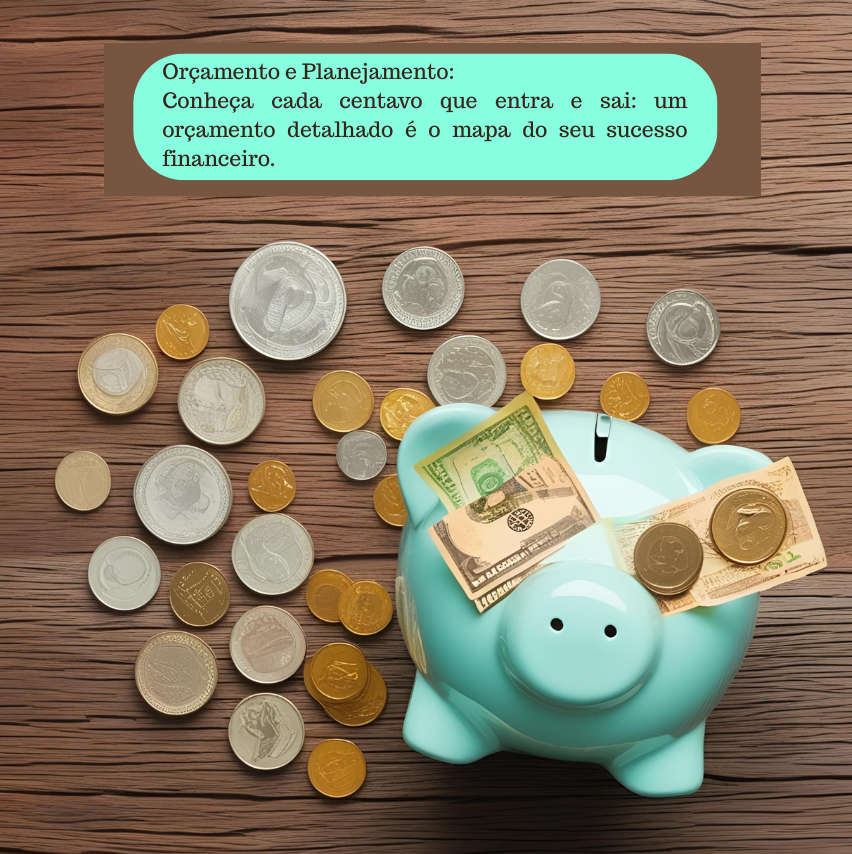 Orçamento e Planejamento:
Conheça cada centavo que entra e sai: um
orçamento detalhado é o mapa do seu sucesso
financeiro.